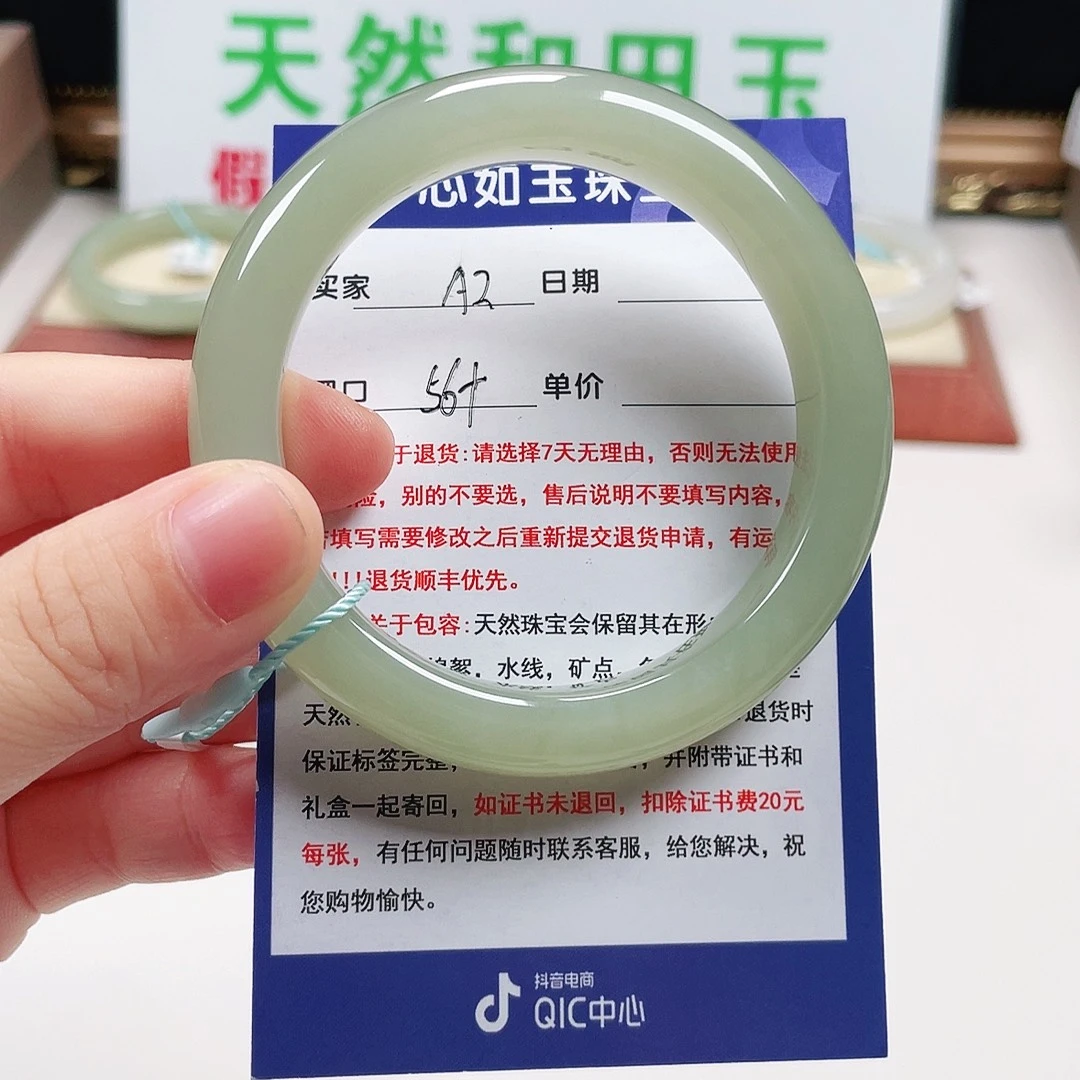 天然和田玉
假
心如玉珠
买家 A2 日期
口 56+ 单价
于退货:请选择7天无理由，否则无法使用
险，别的不要选，售后说明不要填写内容，
填写需要修改之后重新提交退货申请，有运
!!!退货顺丰优先。
关于包容:天然珠宝会保留其在形
棉絮，水线，矿点
天然 退货时
保证标签完整， 并附带证书和
礼盒一起寄回，如证书未退回，扣除证书费20元
每张，有任何问题随时联系客服，给您解决，祝
您购物愉快。
抖音电商
QIC中心